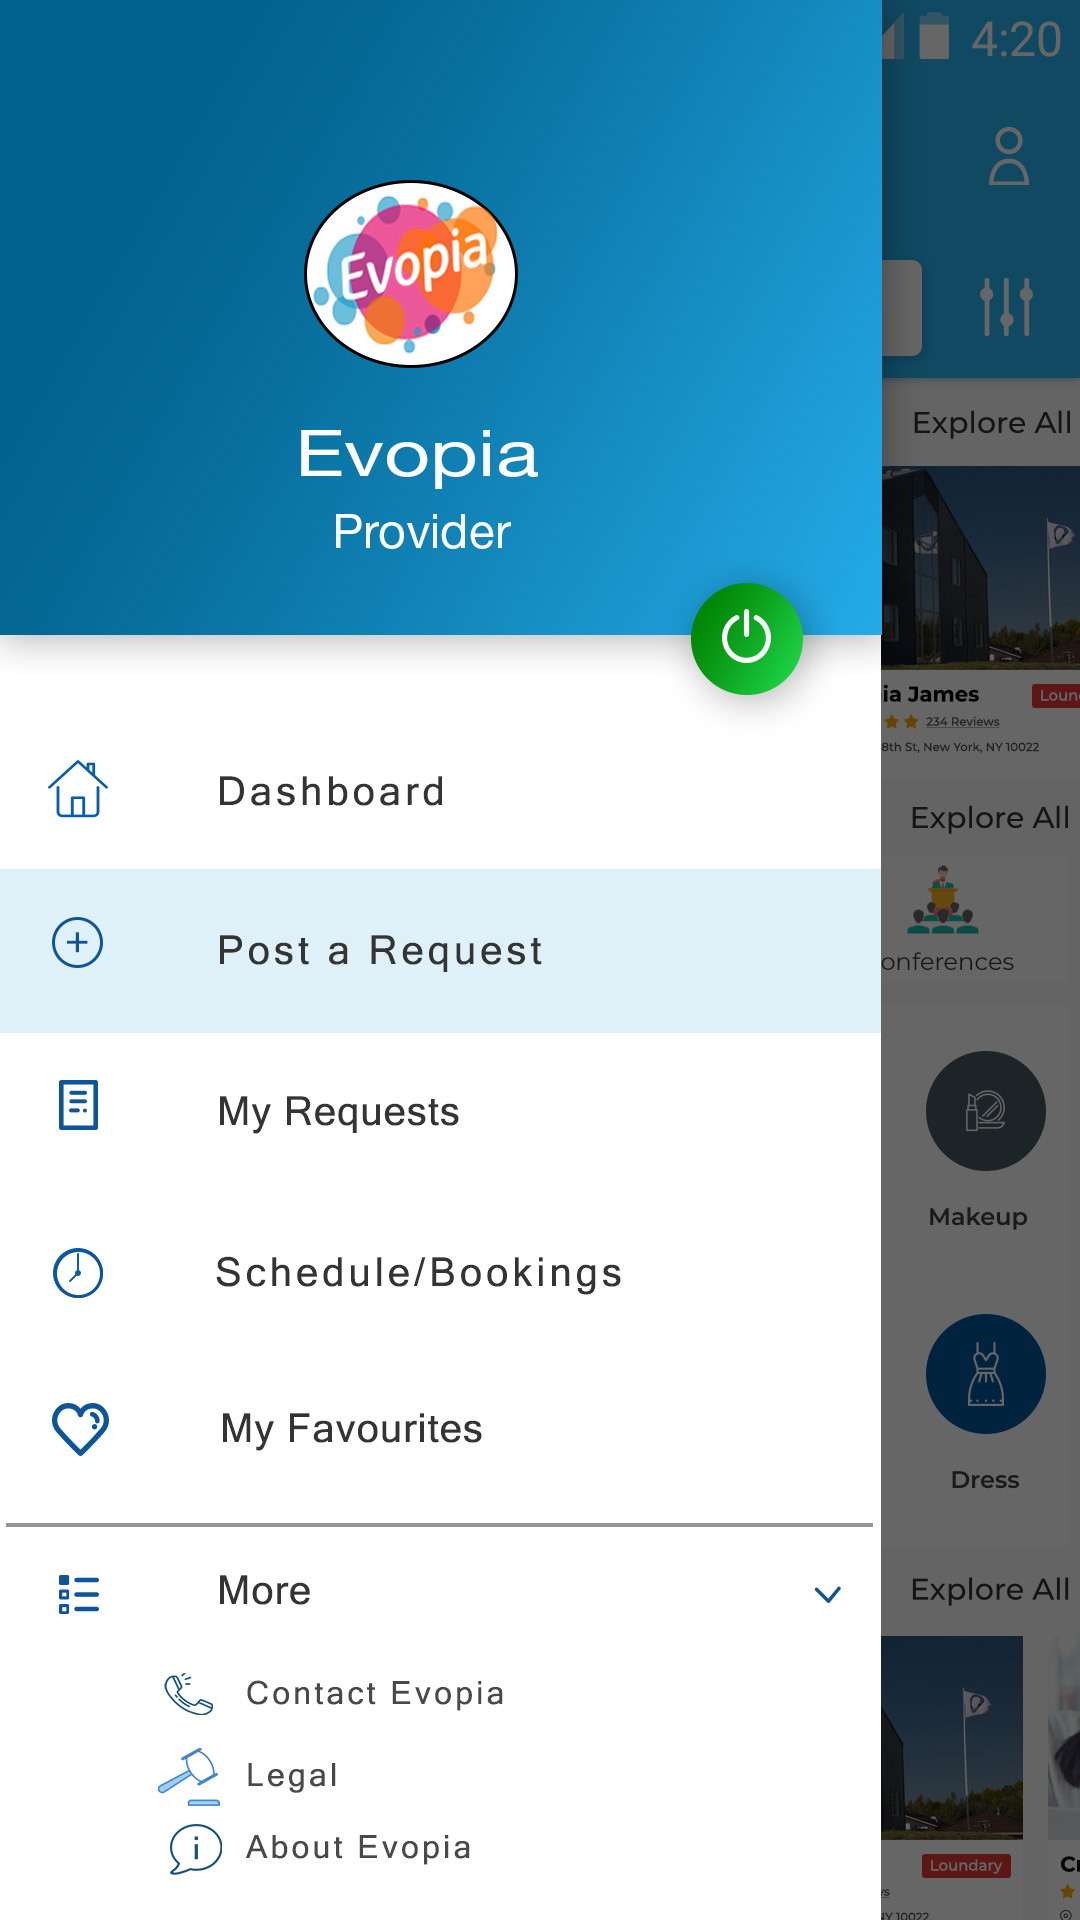 4:20
Evopia
Evopia
Provider
Explore All
ia James
234 Reviews
8th St, New York, NY 10022
Dashboard
Explore All
Post a Request
onferences
My Requests
Makeup
Schedule/Bookings
My Favourites
Dress
More
Explore All
Contact Evopia
Legal
About Evopia
Loundary
NY 10022